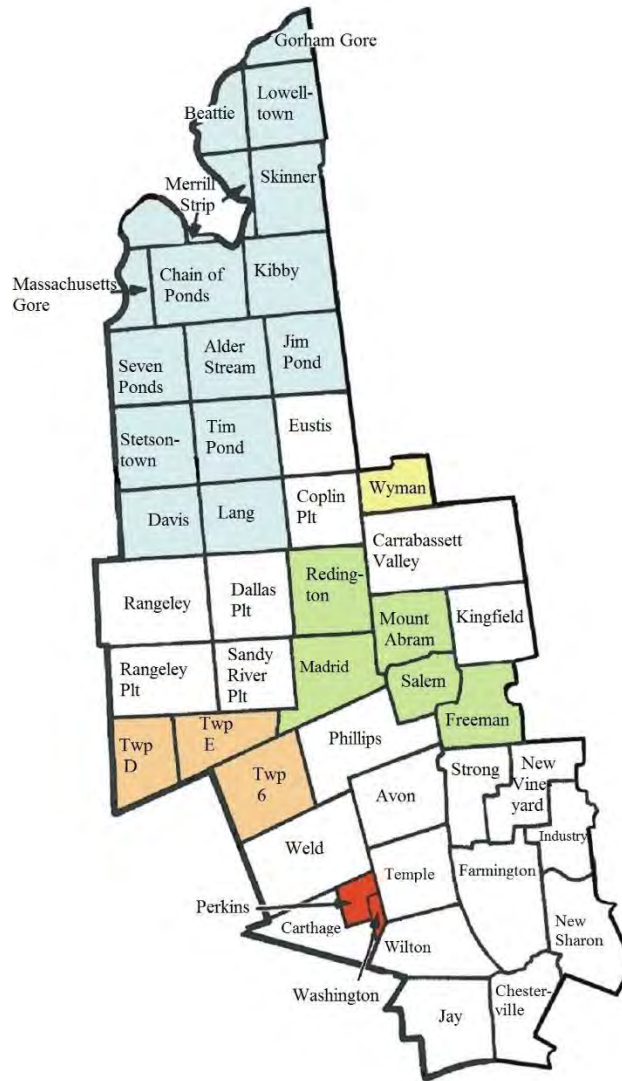 Gorham Gore
Lowell-
town
Beattie
Skinner
Merrill
Strip
Massachusetts
Gore
Chain of
Ponds
Kibby
Seven
Ponds
Alder
Stream
Jim
Pond
Stetson-
town
Tim
Pond
Eustis
Davis
Lang
Coplin
Plt
Wyman
Carrabassett
Valley
Rangeley
Dallas
Plt
Reding-
ton
Mount
Abram
Kingfield
Rangeley
Plt
Sandy
River
Plt
Madrid
Salem
Freeman
Twp
D
Twp
E
Twp
6
Phillips
Strong
New
Vine-
yard
Avon
Industry
Weld
Temple
Farmington
Perkins
Carthage
Washington
Wilton
New
Sharon
Jay
Chester-
ville